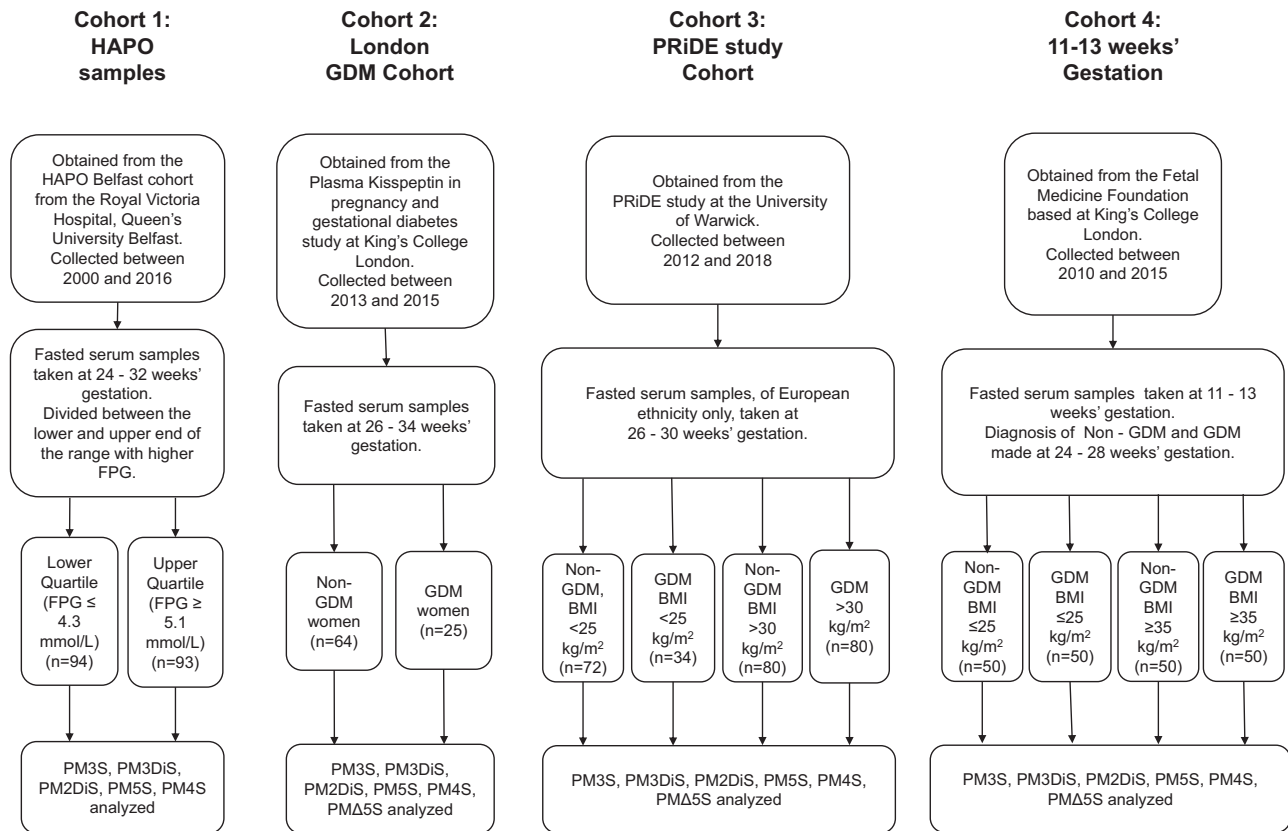 Cohort 1:
HAPO
samples
Obtained from the
HAPO Belfast cohort
from the Royal Victoria
Hospital, Queen's
University Belfast.
Collected between
2000 and 2016
Fasted serum samples
taken at 24 - 32 weeks'
gestation.
Divided between the
lower and upper end of
the range with higher
FPG.
Lower
Quartile
(FPG ≤
4.3
mmol/L)
(n=94)
Upper
Quartile
(FPG ≥
5.1
mmol/L)
(n=93)
PM3S, PM3DiS,
PM2DiS, PM5S, PM4S
analyzed
Cohort 2:
London
GDM Cohort
Obtained from the
Plasma Kisspeptin in
pregnancy and
gestational diabetes
study at King's College
London.
Collected between
2013 and 2015
Fasted serum samples
taken at 26 - 34 weeks'
gestation.
Non-
GDM
women
(n=64)
GDM
women
(n=25)
PM3S, PM3DiS,
PM2DiS, PM5S, PM4S,
PMΔ5S analyzed
Cohort 3:
PRiDE study
Cohort
Obtained from the
PRiDE study at the University
of Warwick.
Collected between
2012 and 2018
Fasted serum samples, of European
ethnicity only, taken at
26 - 30 weeks' gestation.
Non-
GDM,
BMI
<25
kg/m²
(n=72)
GDM
BMI
<25
kg/m²
(n=34)
Non-
GDM
BMI
>30
kg/m²
(n=80)
GDM
>30
kg/m²
(n=80)
PM3S, PM3DiS, PM2DiS, PM5S, PM4S,
PMΔ5S analyzed
Cohort 4:
11-13 weeks'
Gestation
Obtained from the Fetal
Medicine Foundation
based at King's College
London.
Collected between
2010 and 2015
Fasted serum samples taken at 11 - 13
weeks' gestation.
Diagnosis of Non - GDM and GDM
made at 24 - 28 weeks' gestation.
Non-
GDM
BMI
≤25
kg/m²
(n=50)
GDM
BMI
≤25
kg/m²
(n=50)
Non-
GDM
BMI
≥35
kg/m²
(n=50)
GDM
BMI
≥35
kg/m²
(n=50)
PM3S, PM3DiS, PM2DiS, PM5S, PM4S,
PMΔ5S analyzed